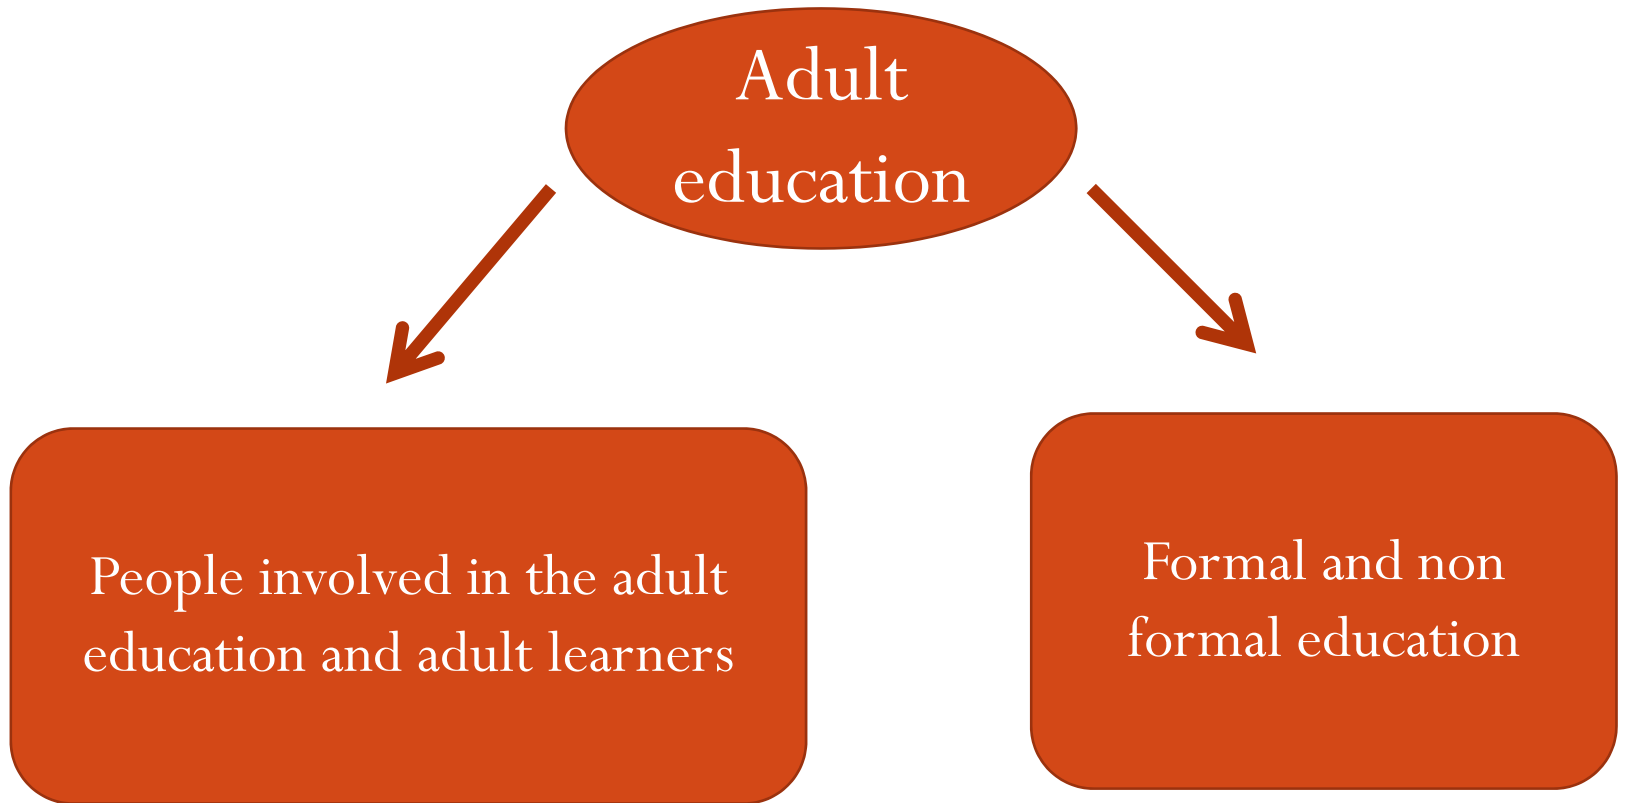 Adult
education
People involved in the adult
education and adult learners
Formal and non
formal education